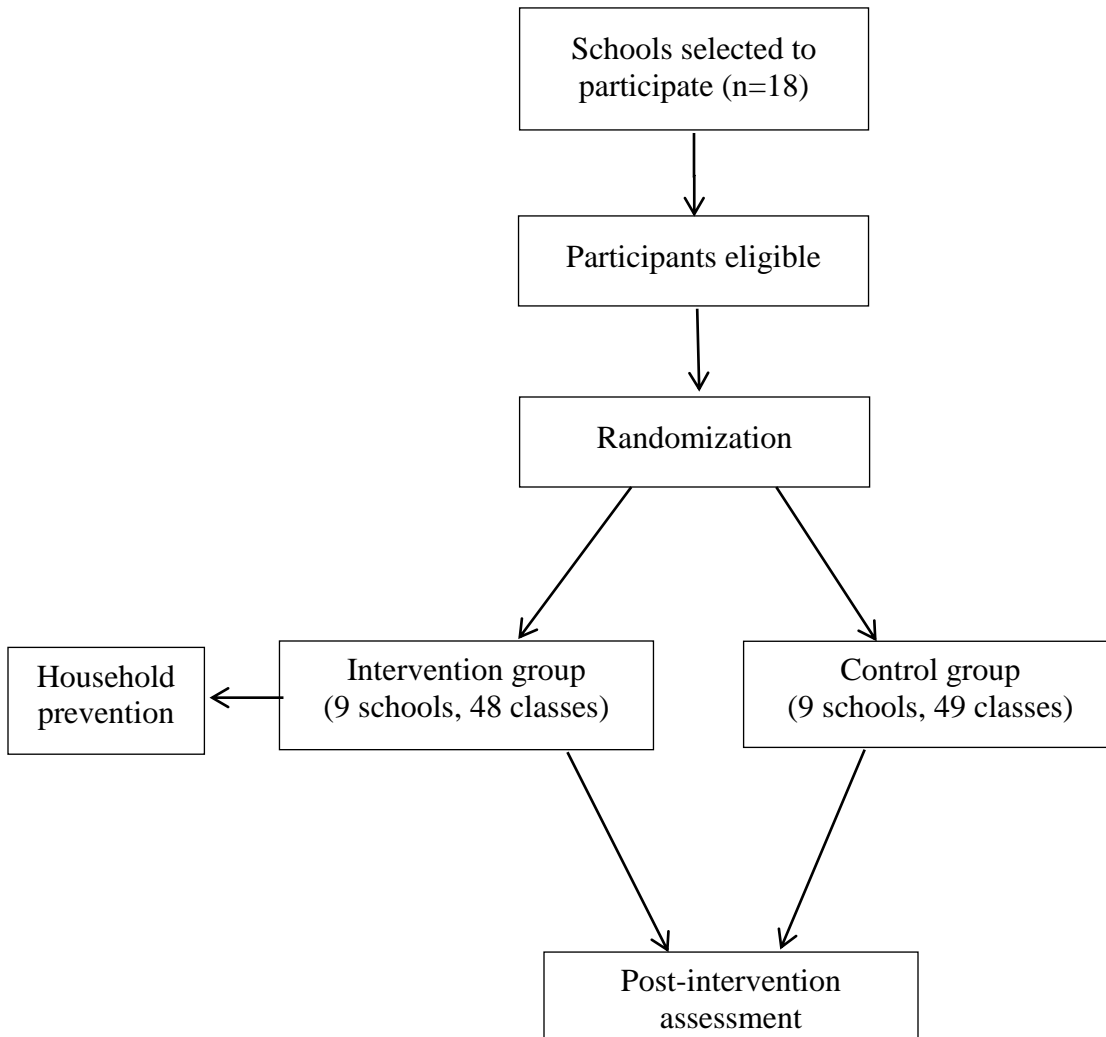 Schools selected to
participate (n=18)
Participants eligible
Randomization
Household
prevention
Intervention group
(9 schools, 48 classes)
Control group
(9 schools, 49 classes)
Post-intervention
assessment